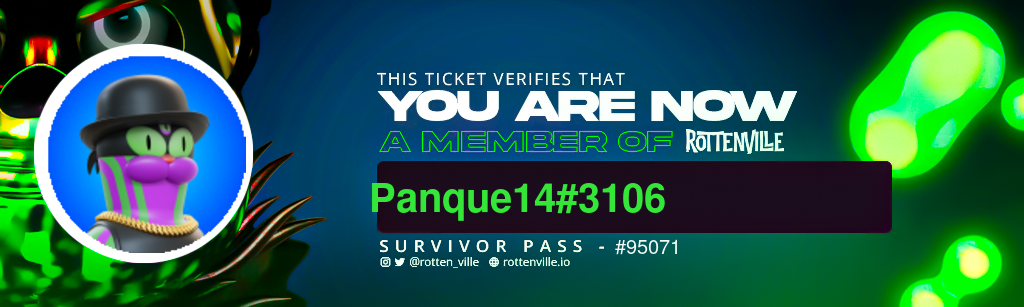 THIS TICKET VERIFIES THAT
YOU ARE NOW
A MEMBER OF ROTTENVILLE
Panque14#3106
SURVIVOR PASS - #95071
@rotten_ville rottenville.io